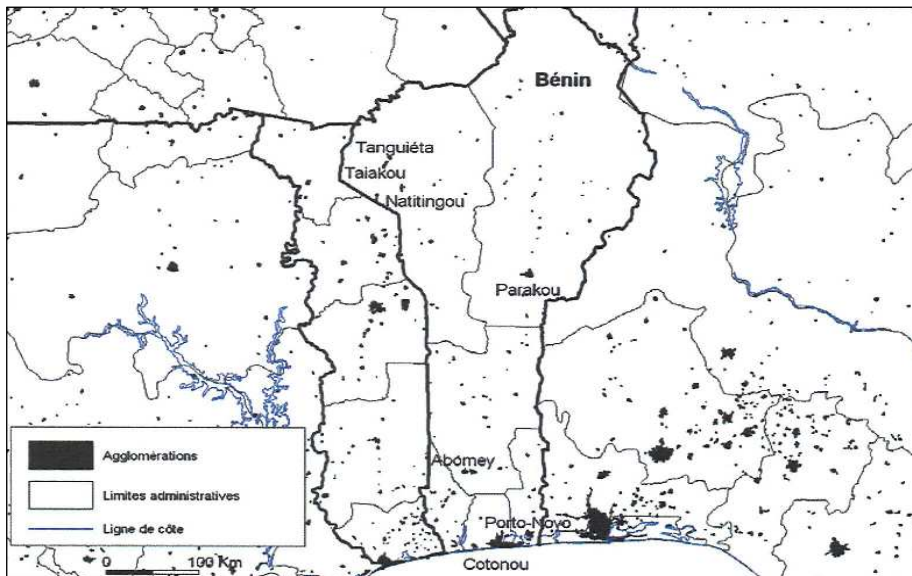 Bénin
Tanguiéta
Taiakou
Natitingou
Parakou
Abomey
Porto-Novo
Cotonou
Agglomérations
Limites administratives
Ligne de côte
0 100 Km